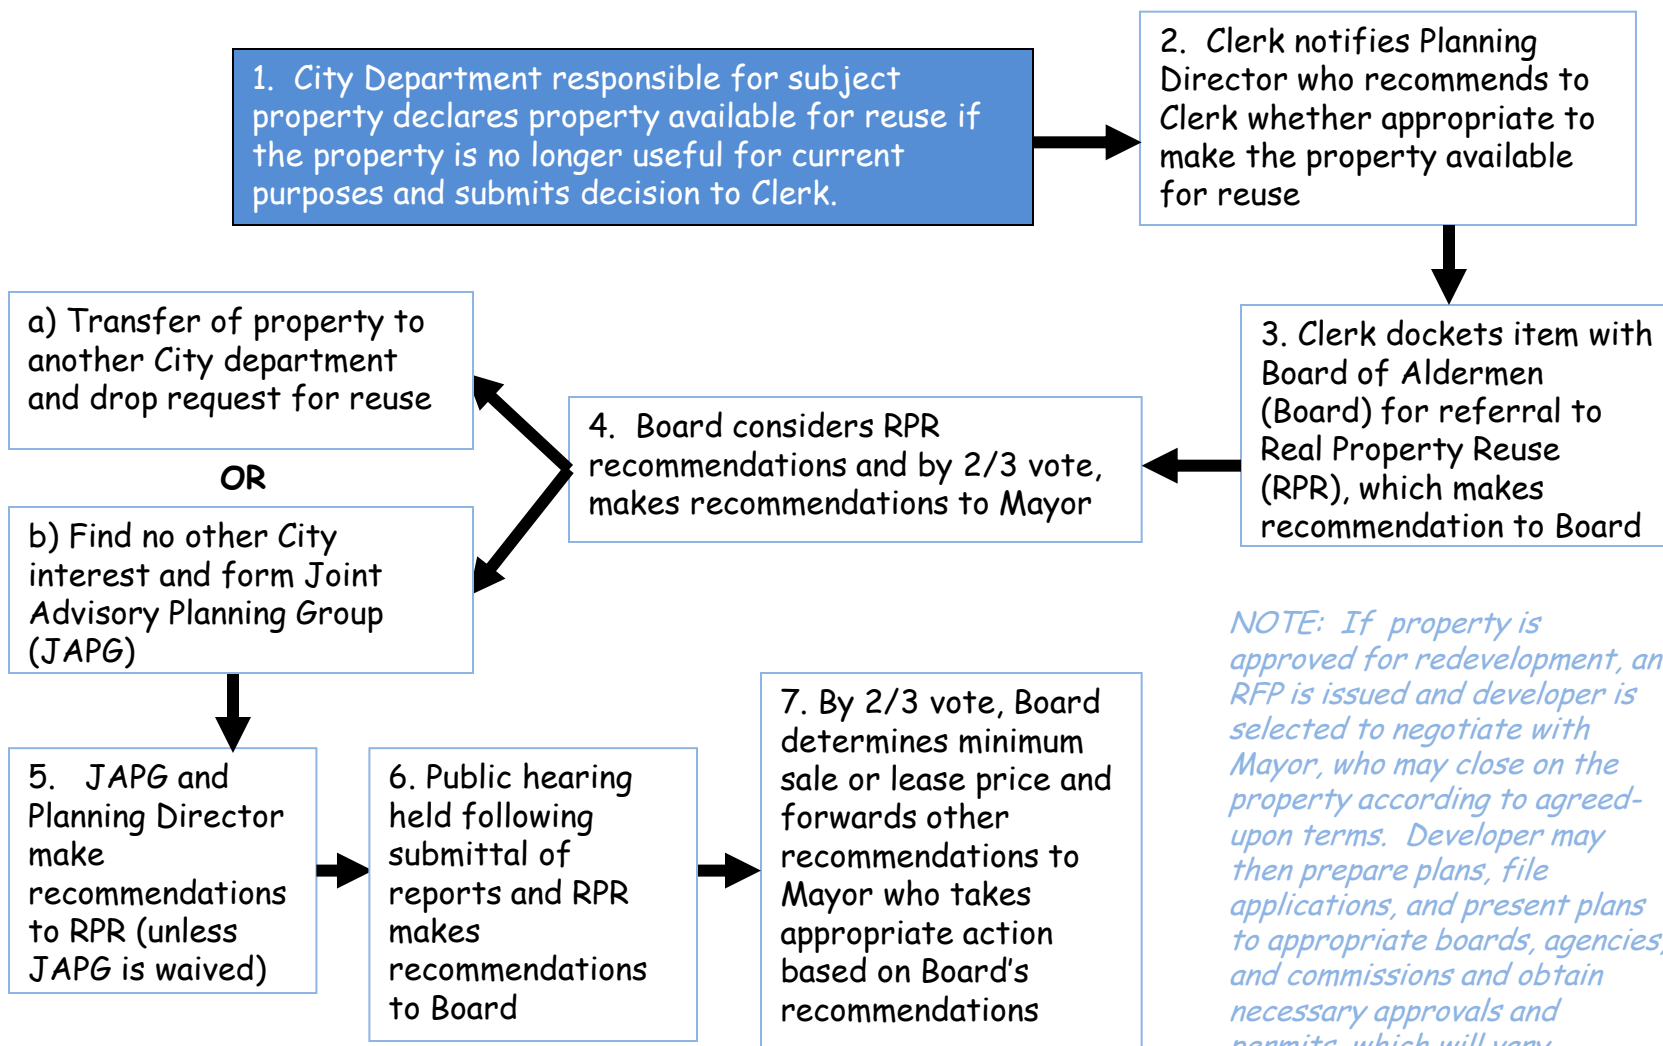 1. City Department responsible for subject
property declares property available for reuse if
the property is no longer useful for current
purposes and submits decision to Clerk.
2. Clerk notifies Planning
Director who recommends to
Clerk whether appropriate to
make the property available
for reuse
3. Clerk dockets item with
Board of Aldermen
(Board) for referral to
Real Property Reuse
(RPR), which makes
recommendation to Board
4. Board considers RPR
recommendations and by 2/3 vote,
makes recommendations to Mayor
a) Transfer of property to
another City department
and drop request for reuse
OR
b) Find no other City
interest and form Joint
Advisory Planning Group
(JAPG)
5. JAPG and
Planning Director
make
recommendations
to RPR (unless
JAPG is waived)
6. Public hearing
held following
submittal of
reports and RPR
makes
recommendations
to Board
7. By 2/3 vote, Board
determines minimum
sale or lease price and
forwards other
recommendations to
Mayor who takes
appropriate action
based on Board's
recommendations
NOTE: If property is
approved for redevelopment, an
RFP is issued and developer is
selected to negotiate with
Mayor, who may close on the
property according to agreed-
upon terms. Developer may
then prepare plans, file
applications, and present plans
to appropriate boards, agencies,
and commissions and obtain
necessary approvals and
permits, which will vary